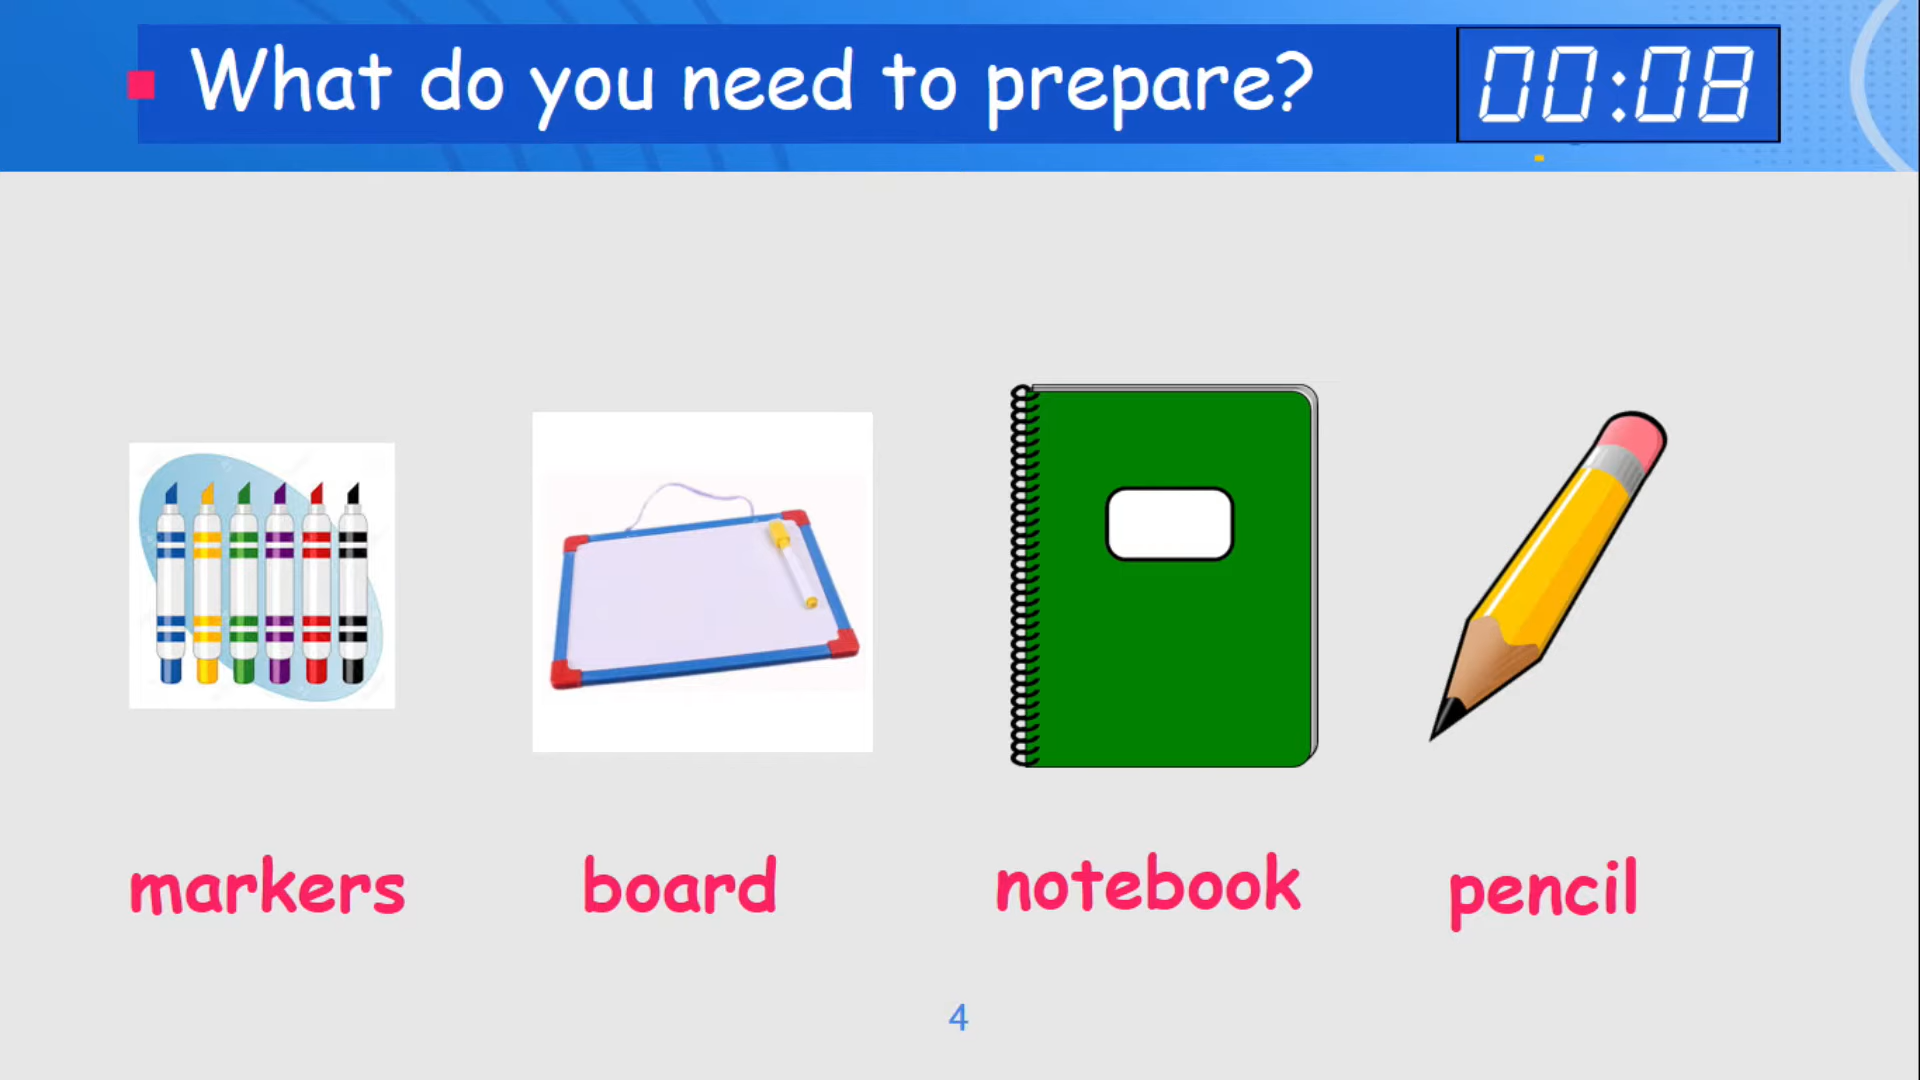 What do you need to prepare?
00:08
markers
board
notebook
pencil
4